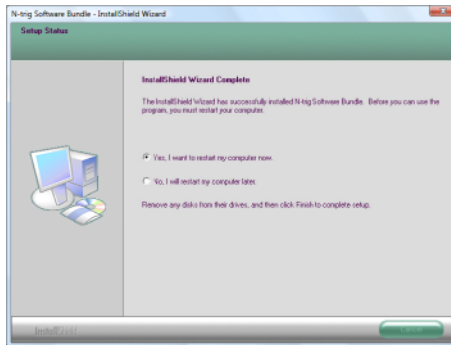 N-trig Software Bundle - InstallShield Wizard
Setup Status
InstallShield Wizard Complete
The InstallShield Wizard has successfully installed N-trig Software Bundle. Before you can use the
program, you must restart your computer.
Yes, I want to restart my computer now.
No, I will restart my computer later.
Remove any disks from their drives, and then click Finish to complete setup.
InstallShield